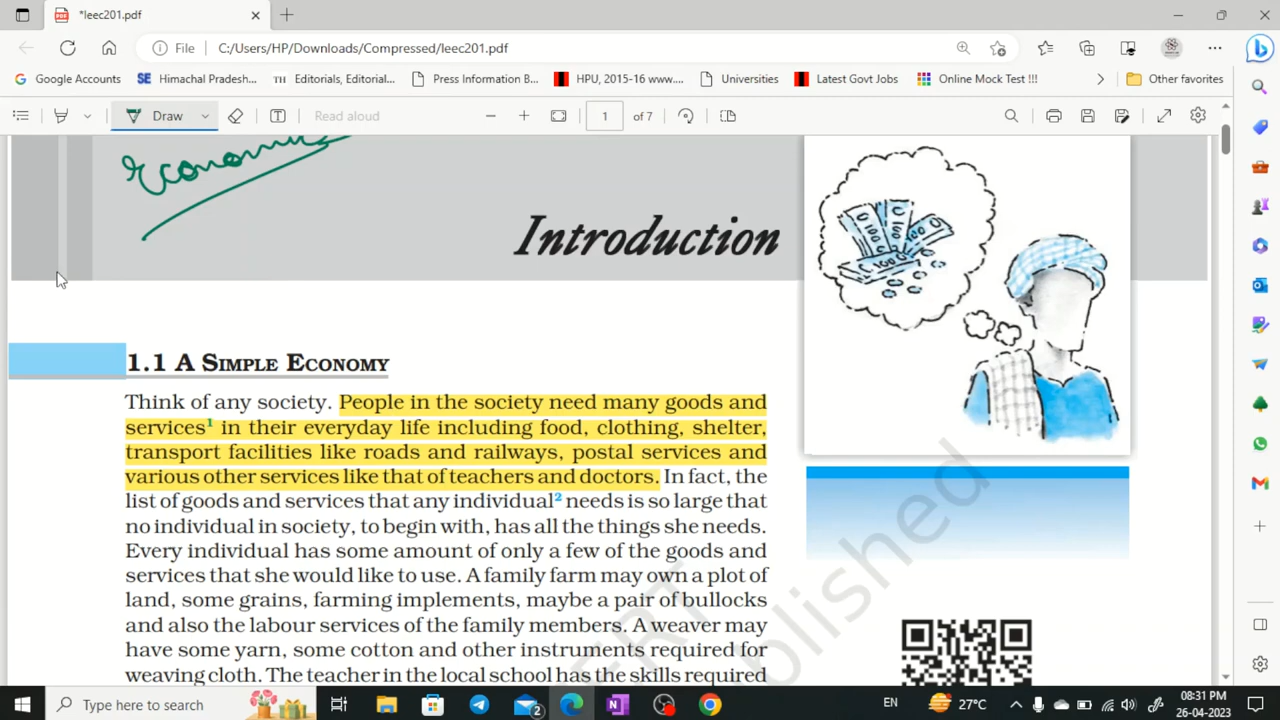 *leec201.pdf
File C:/Users/HP/Downloads/Compressed/leec201.pdf
Google Accounts SE Himachal Pradesh... TH Editorials, Editorial... Press Information B... HPU, 2015-16 www.... Universities Latest Govt Jobs Online Mock Test !!! Other favorites
Draw Read aloud 1 of 7
Economics
Introduction
1.1 A SIMPLE ECONOMY
Think of any society. People in the society need many goods and
services1 in their everyday life including food, clothing, shelter,
transport facilities like roads and railways, postal services and
various other services like that of teachers and doctors. In fact, the
list of goods and services that any individual2 needs is so large that
no individual in society, to begin with, has all the things she needs.
Every individual has some amount of only a few of the goods and
services that she would like to use. A family farm may own a plot of
land, some grains, farming implements, maybe a pair of bullocks
and also the labour services of the family members. A weaver may
have some yarn, some cotton and other instruments required for
weaving cloth. The teacher in the local school has the skills required
blished
Type here to search 2 EN 27°C 08:31 PM
26-04-2023